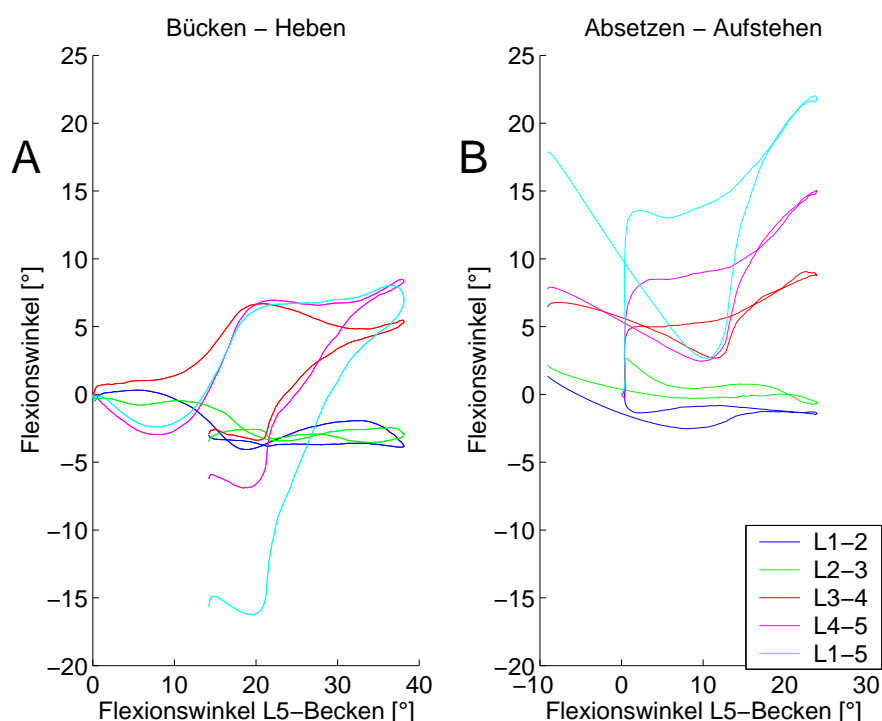 Bücken − Heben
A
Flexionswinkel [°]
25
20
15
10
5
0
−5
−10
−15
−20
0
10
20
30
40
Flexionswinkel L5−Becken [°]
Absetzen − Aufstehen
B
Flexionswinkel [°]
25
20
15
10
5
0
−5
−10
−15
−20
−10
0
10
20
30
Flexionswinkel L5−Becken [°]
L1−2
L2−3
L3−4
L4−5
L1−5